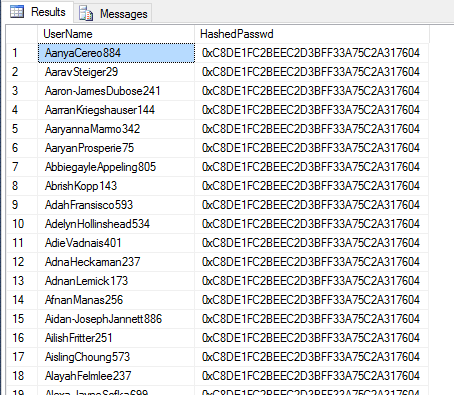 Results Messages
UserName HashedPasswd
1 AanyaCereo884 0xC8DE1FC2BEEC2D3BFF33A75C2A317604
2 AaravSteiger29 0xC8DE1FC2BEEC2D3BFF33A75C2A317604
3 Aaron-JamesDubose241 0xC8DE1FC2BEEC2D3BFF33A75C2A317604
4 AarranKriegshauser144 0xC8DE1FC2BEEC2D3BFF33A75C2A317604
5 AaryannaMarmo342 0xC8DE1FC2BEEC2D3BFF33A75C2A317604
6 AaryanProsperie75 0xC8DE1FC2BEEC2D3BFF33A75C2A317604
7 AbbiegayleAppeling805 0xC8DE1FC2BEEC2D3BFF33A75C2A317604
8 AbrishKopp143 0xC8DE1FC2BEEC2D3BFF33A75C2A317604
9 AdahFransisco593 0xC8DE1FC2BEEC2D3BFF33A75C2A317604
10 AdelynHollinshead534 0xC8DE1FC2BEEC2D3BFF33A75C2A317604
11 AdieVadnais401 0xC8DE1FC2BEEC2D3BFF33A75C2A317604
12 AdnaHeckaman237 0xC8DE1FC2BEEC2D3BFF33A75C2A317604
13 AdnanLemick173 0xC8DE1FC2BEEC2D3BFF33A75C2A317604
14 AfnanManas256 0xC8DE1FC2BEEC2D3BFF33A75C2A317604
15 Aidan-JosephJannett886 0xC8DE1FC2BEEC2D3BFF33A75C2A317604
16 AilishFritter251 0xC8DE1FC2BEEC2D3BFF33A75C2A317604
17 AislingChoung573 0xC8DE1FC2BEEC2D3BFF33A75C2A317604
18 AlayahFelmlee237 0xC8DE1FC2BEEC2D3BFF33A75C2A317604
19 0xC8DE1FC2BEEC2D3BFF33A75C2A317604